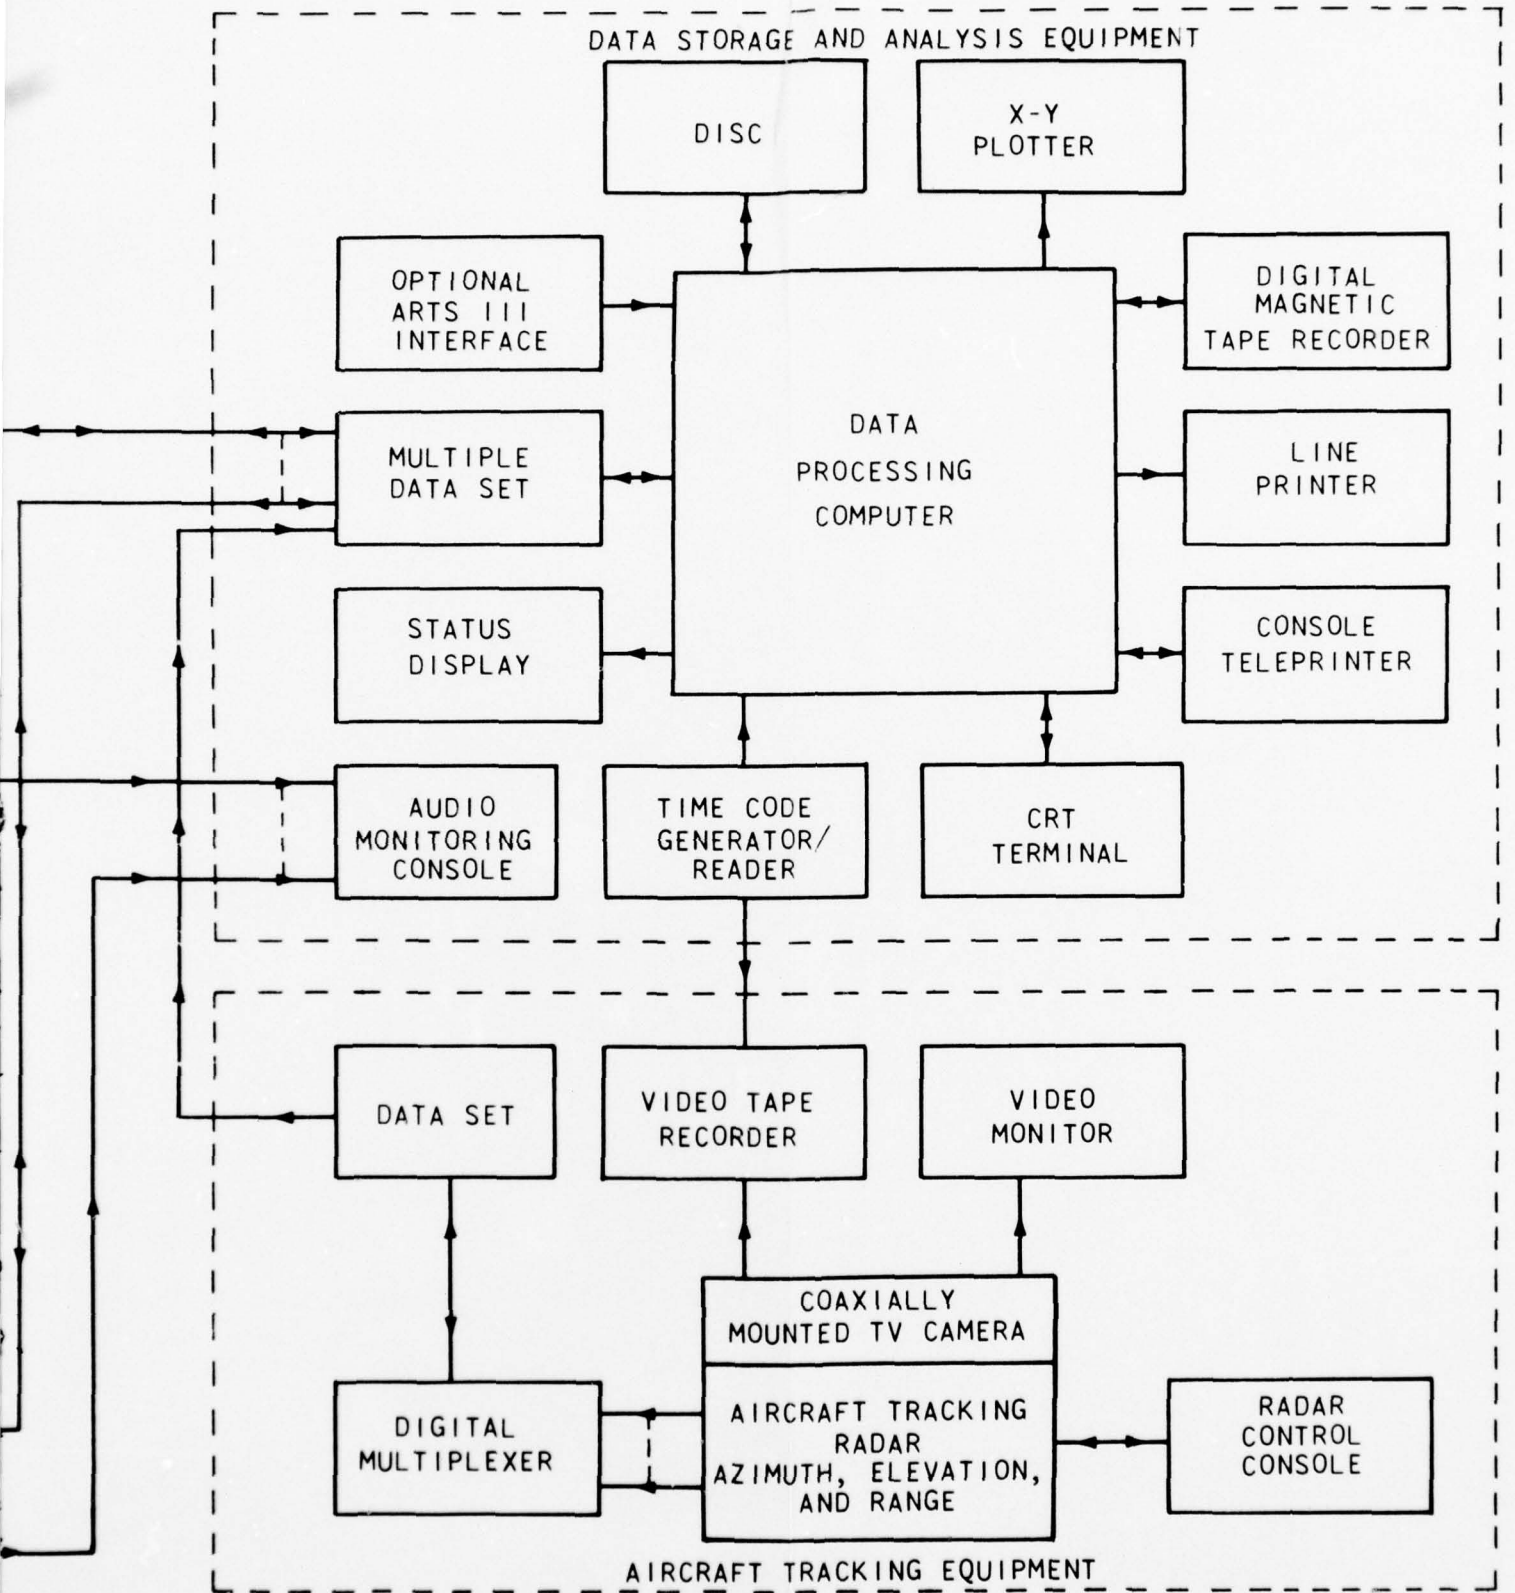 DATA STORAGE AND ANALYSIS EQUIPMENT
DISC
X-Y
PLOTTER
OPTIONAL
ARTS III
INTERFACE
DIGITAL
MAGNETIC
TAPE RECORDER
MULTIPLE
DATA SET
DATA
PROCESSING
COMPUTER
LINE
PRINTER
STATUS
DISPLAY
CONSOLE
TELEPRINTER
AUDIO
MONITORING
CONSOLE
TIME CODE
GENERATOR/
READER
CRT
TERMINAL
DATA SET
VIDEO TAPE
RECORDER
VIDEO
MONITOR
COAXIALLY
MOUNTED TV CAMERA
DIGITAL
MULTIPLEXER
AIRCRAFT TRACKING
RADAR
AZIMUTH, ELEVATION,
AND RANGE
RADAR
CONTROL
CONSOLE
AIRCRAFT TRACKING EQUIPMENT